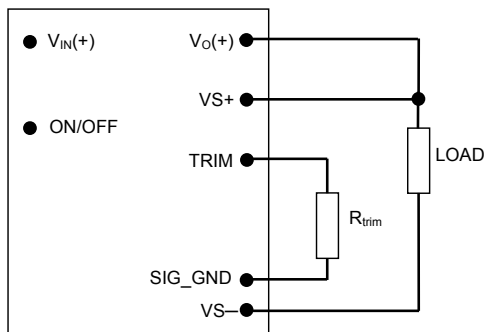 V_IN(+) V_O(+)
VS+
ON/OFF
TRIM
LOAD
R_trim
SIG_GND
VS–